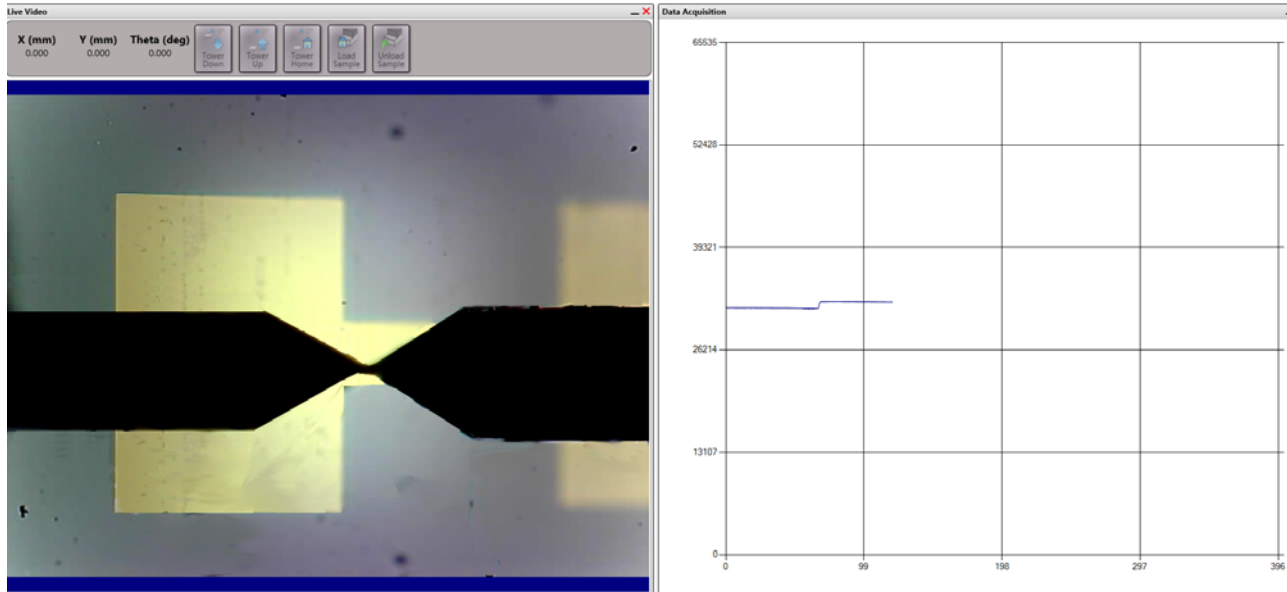 Live Video
X (mm) Y (mm) Theta (deg)
0.000 0.000 0.000
Tower Down
Tower Up
Tower Home
Load Sample
Unload Sample
Data Acquisition
65535
52428
39321
26214
13107
0
0 99 198 297 396